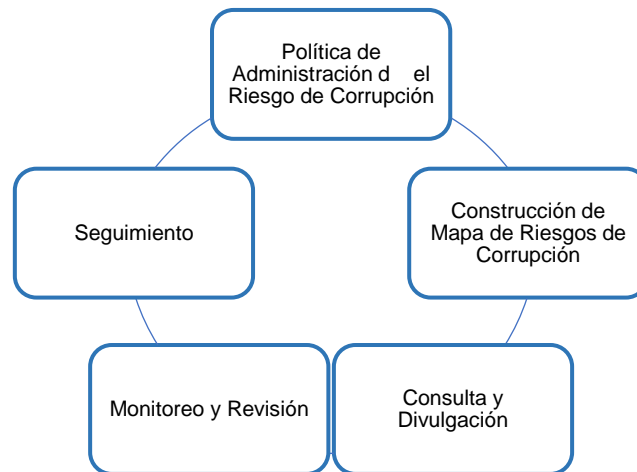 Política de
Administración d el
Riesgo de Corrupción
Construcción de
Mapa de Riesgos de
Corrupción
Consulta y
Divulgación
Monitoreo y Revisión
Seguimiento